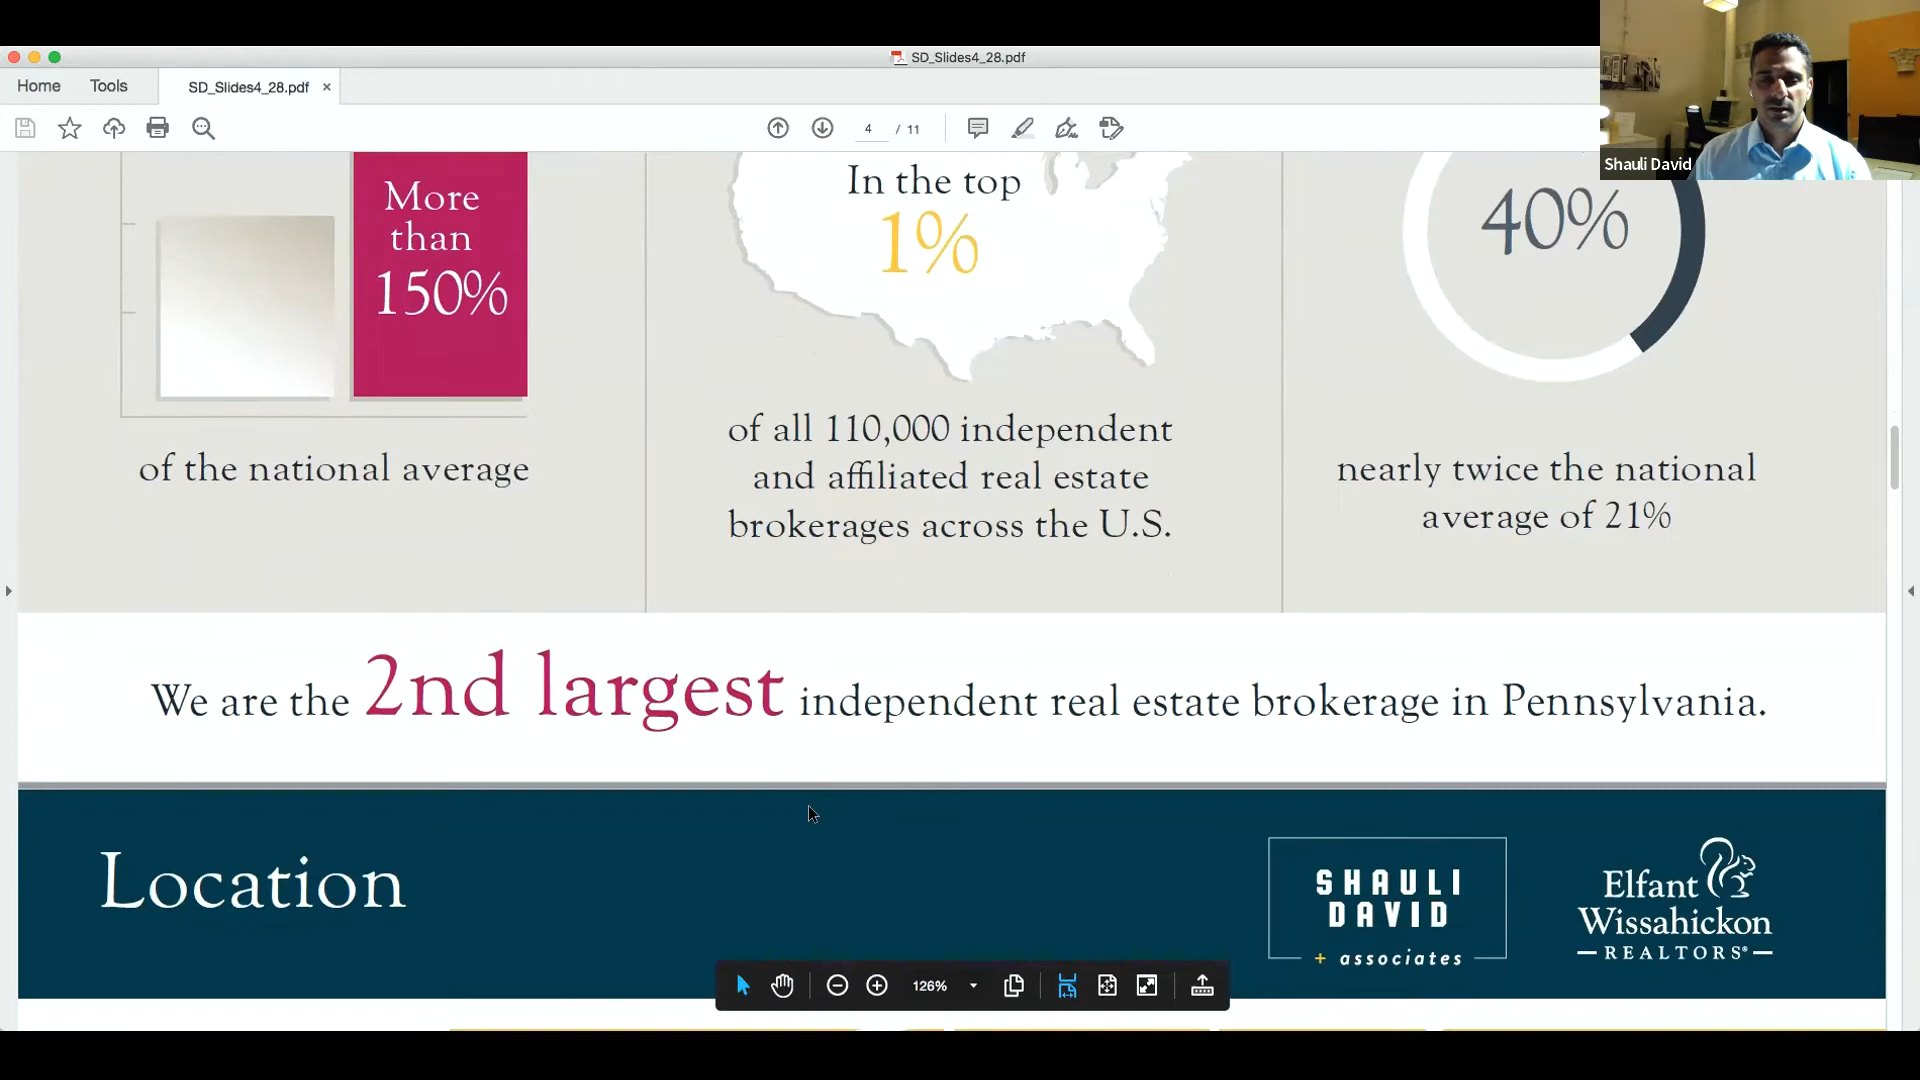 SD_Slides4_28.pdf
Home
Tools
SD_Slides4_28.pdf ×
4 / 11
Shauli David
More
than
150%
of the national average
In the top
1%
of all 110,000 independent
and affiliated real estate
brokerages across the U.S.
40%
nearly twice the national
average of 21%
We are the 2nd largest independent real estate brokerage in Pennsylvania.
Location
SHAULI
DAVID
+ associates
Elfant
Wissahickon
REALTORS®
126%